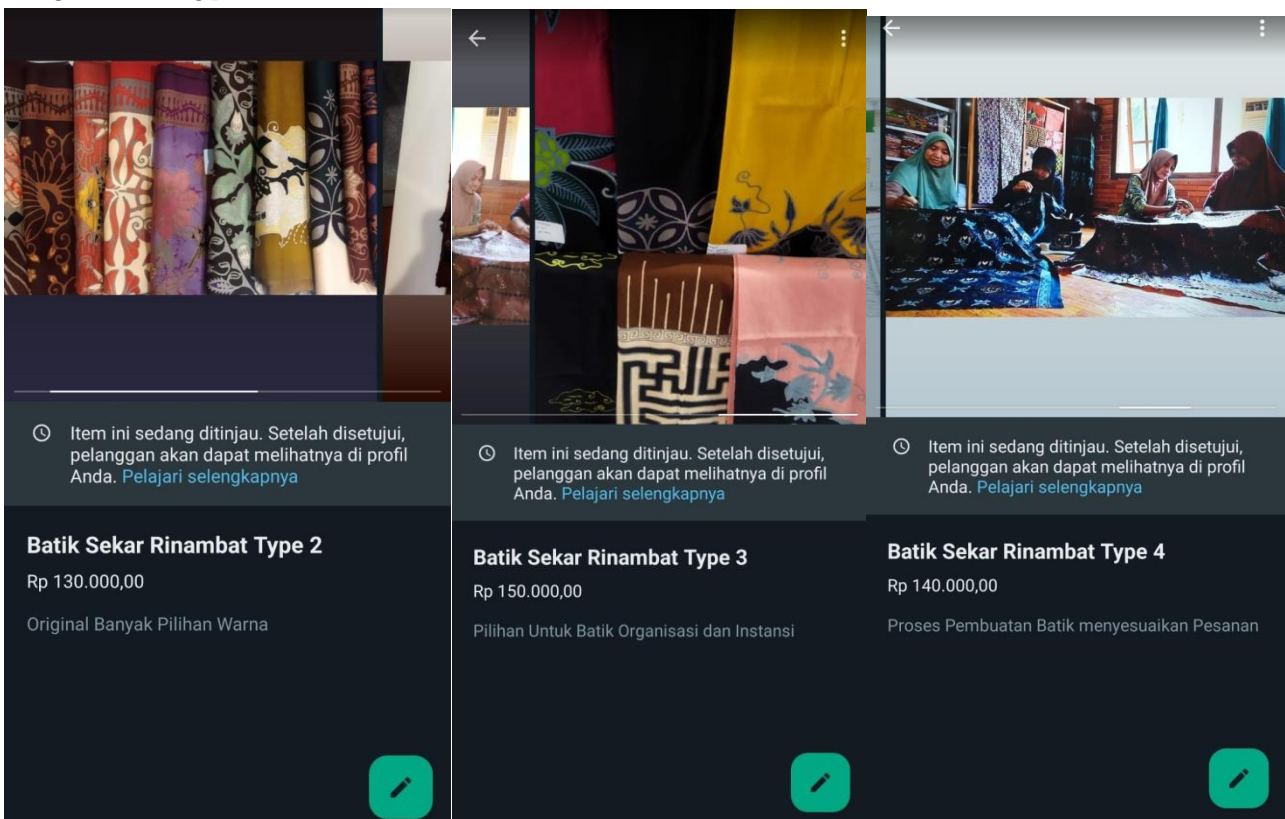 Item ini sedang ditinjau. Setelah disetujui,
pelanggan akan dapat melihatnya di profil
Anda. Pelajari selengkapnya
Batik Sekar Rinambat Type 2
Rp 130.000,00
Original Banyak Pilihan Warna
Item ini sedang ditinjau. Setelah disetujui,
pelanggan akan dapat melihatnya di profil
Anda. Pelajari selengkapnya
Batik Sekar Rinambat Type 3
Rp 150.000,00
Pilihan Untuk Batik Organisasi dan Instansi
Item ini sedang ditinjau. Setelah disetujui,
pelanggan akan dapat melihatnya di profil
Anda. Pelajari selengkapnya
Batik Sekar Rinambat Type 4
Rp 140.000,00
Proses Pembuatan Batik menyesuaikan Pesanan